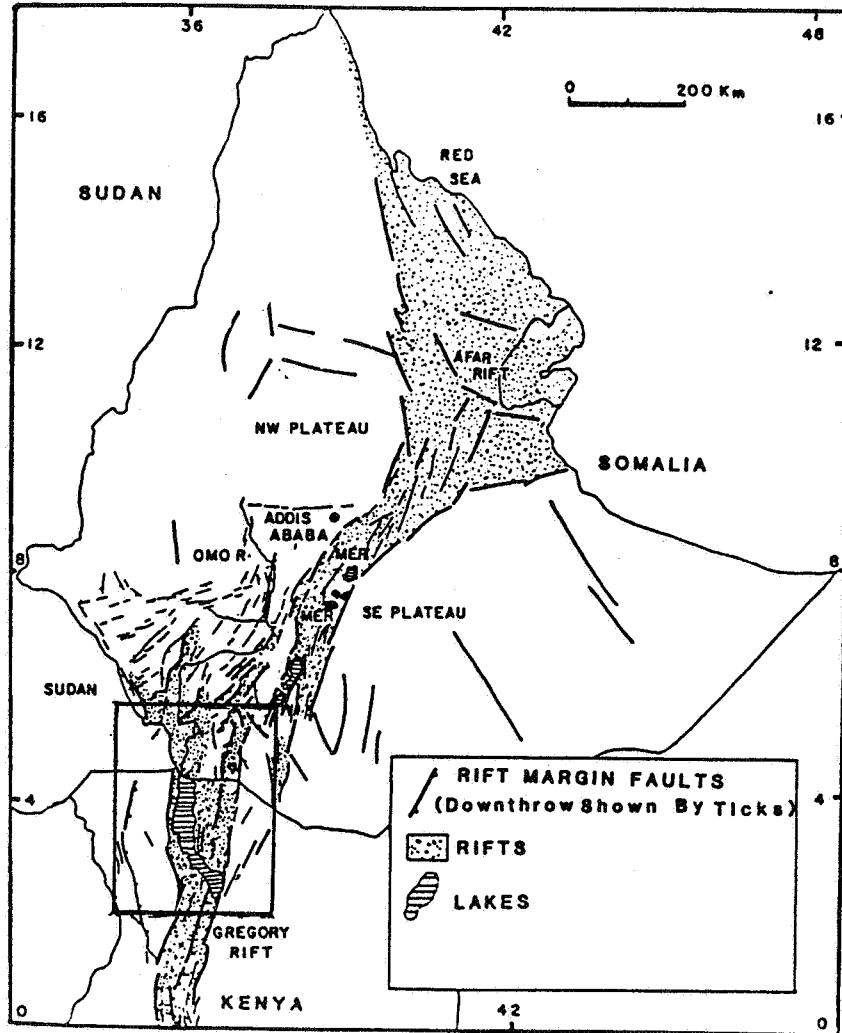 36
42
48
0
200 Km
16
16
RED
SEA
SUDAN
12
12
AFAR
RIFT
NW PLATEAU
SOMALIA
ADDIS
ABABA
OMO R.
MER
8
8
MER
SE PLATEAU
SUDAN
RIFT MARGIN FAULTS
(Downthrow Shown By Ticks)
4
4
RIFTS
LAKES
GREGORY
RIFT
KENYA
0
42
0